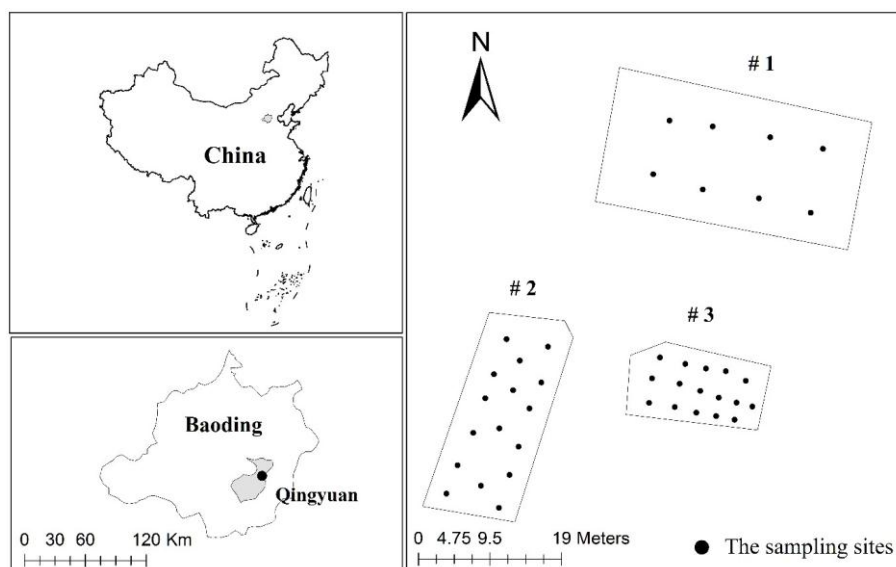 China
Baoding
Qingyuan
0 30 60 120 Km
N
# 1
# 2
# 3
0 4.75 9.5 19 Meters
The sampling sites